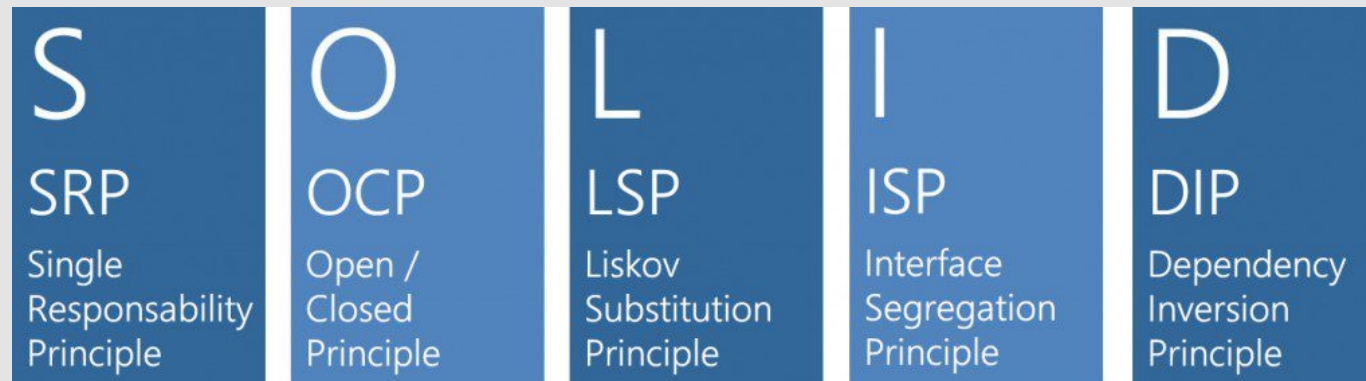 S
SRP
Single
Responsability
Principle
O
OCP
Open /
Closed
Principle
L
LSP
Liskov
Substitution
Principle
I
ISP
Interface
Segregation
Principle
D
DIP
Dependency
Inversion
Principle